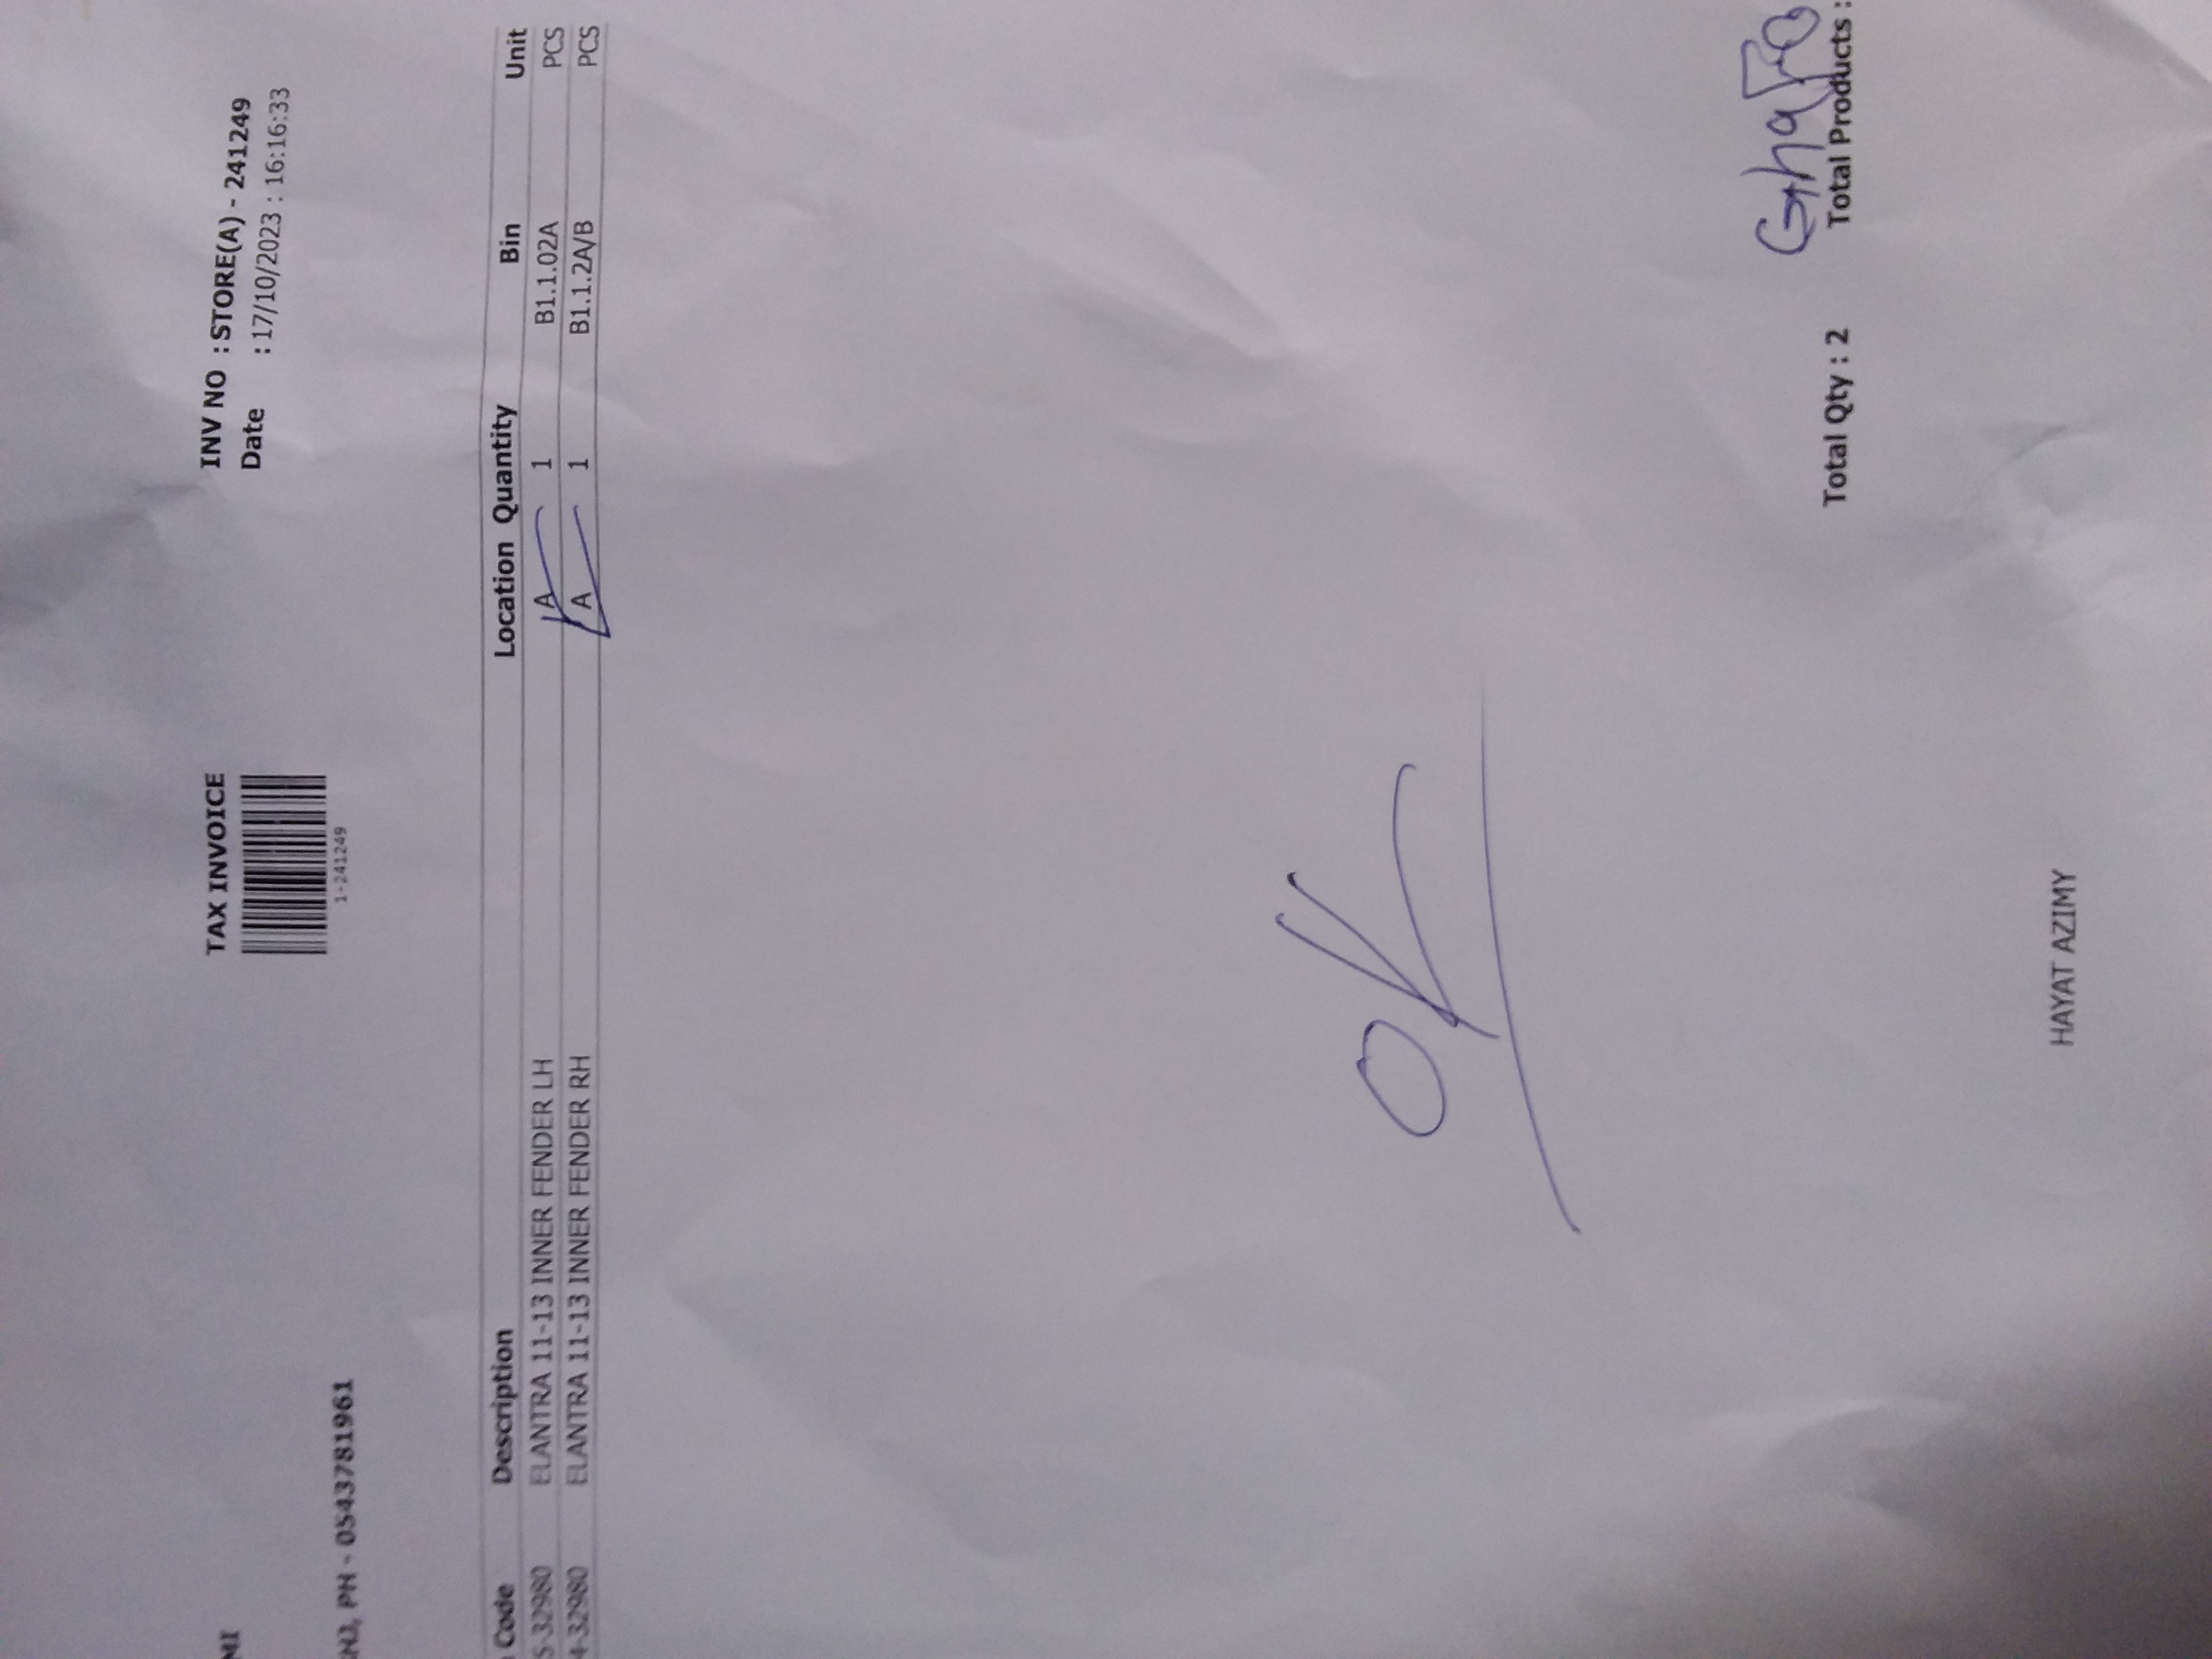 TAX INVOICE INV NO : STORE(A) - 241249
Date : 17/10/2023 : 16:16:33
1-241249
PH - 0543781961
Code Description Location Quantity Bin Unit
5-32980 ELANTRA 11-13 INNER FENDER LH A 1 B1.1.02A PCS
4-32980 ELANTRA 11-13 INNER FENDER RH A 1 B1.1.2A/B PCS
OK
Total Qty : 2 Total Products :
HAYAT AZIMY